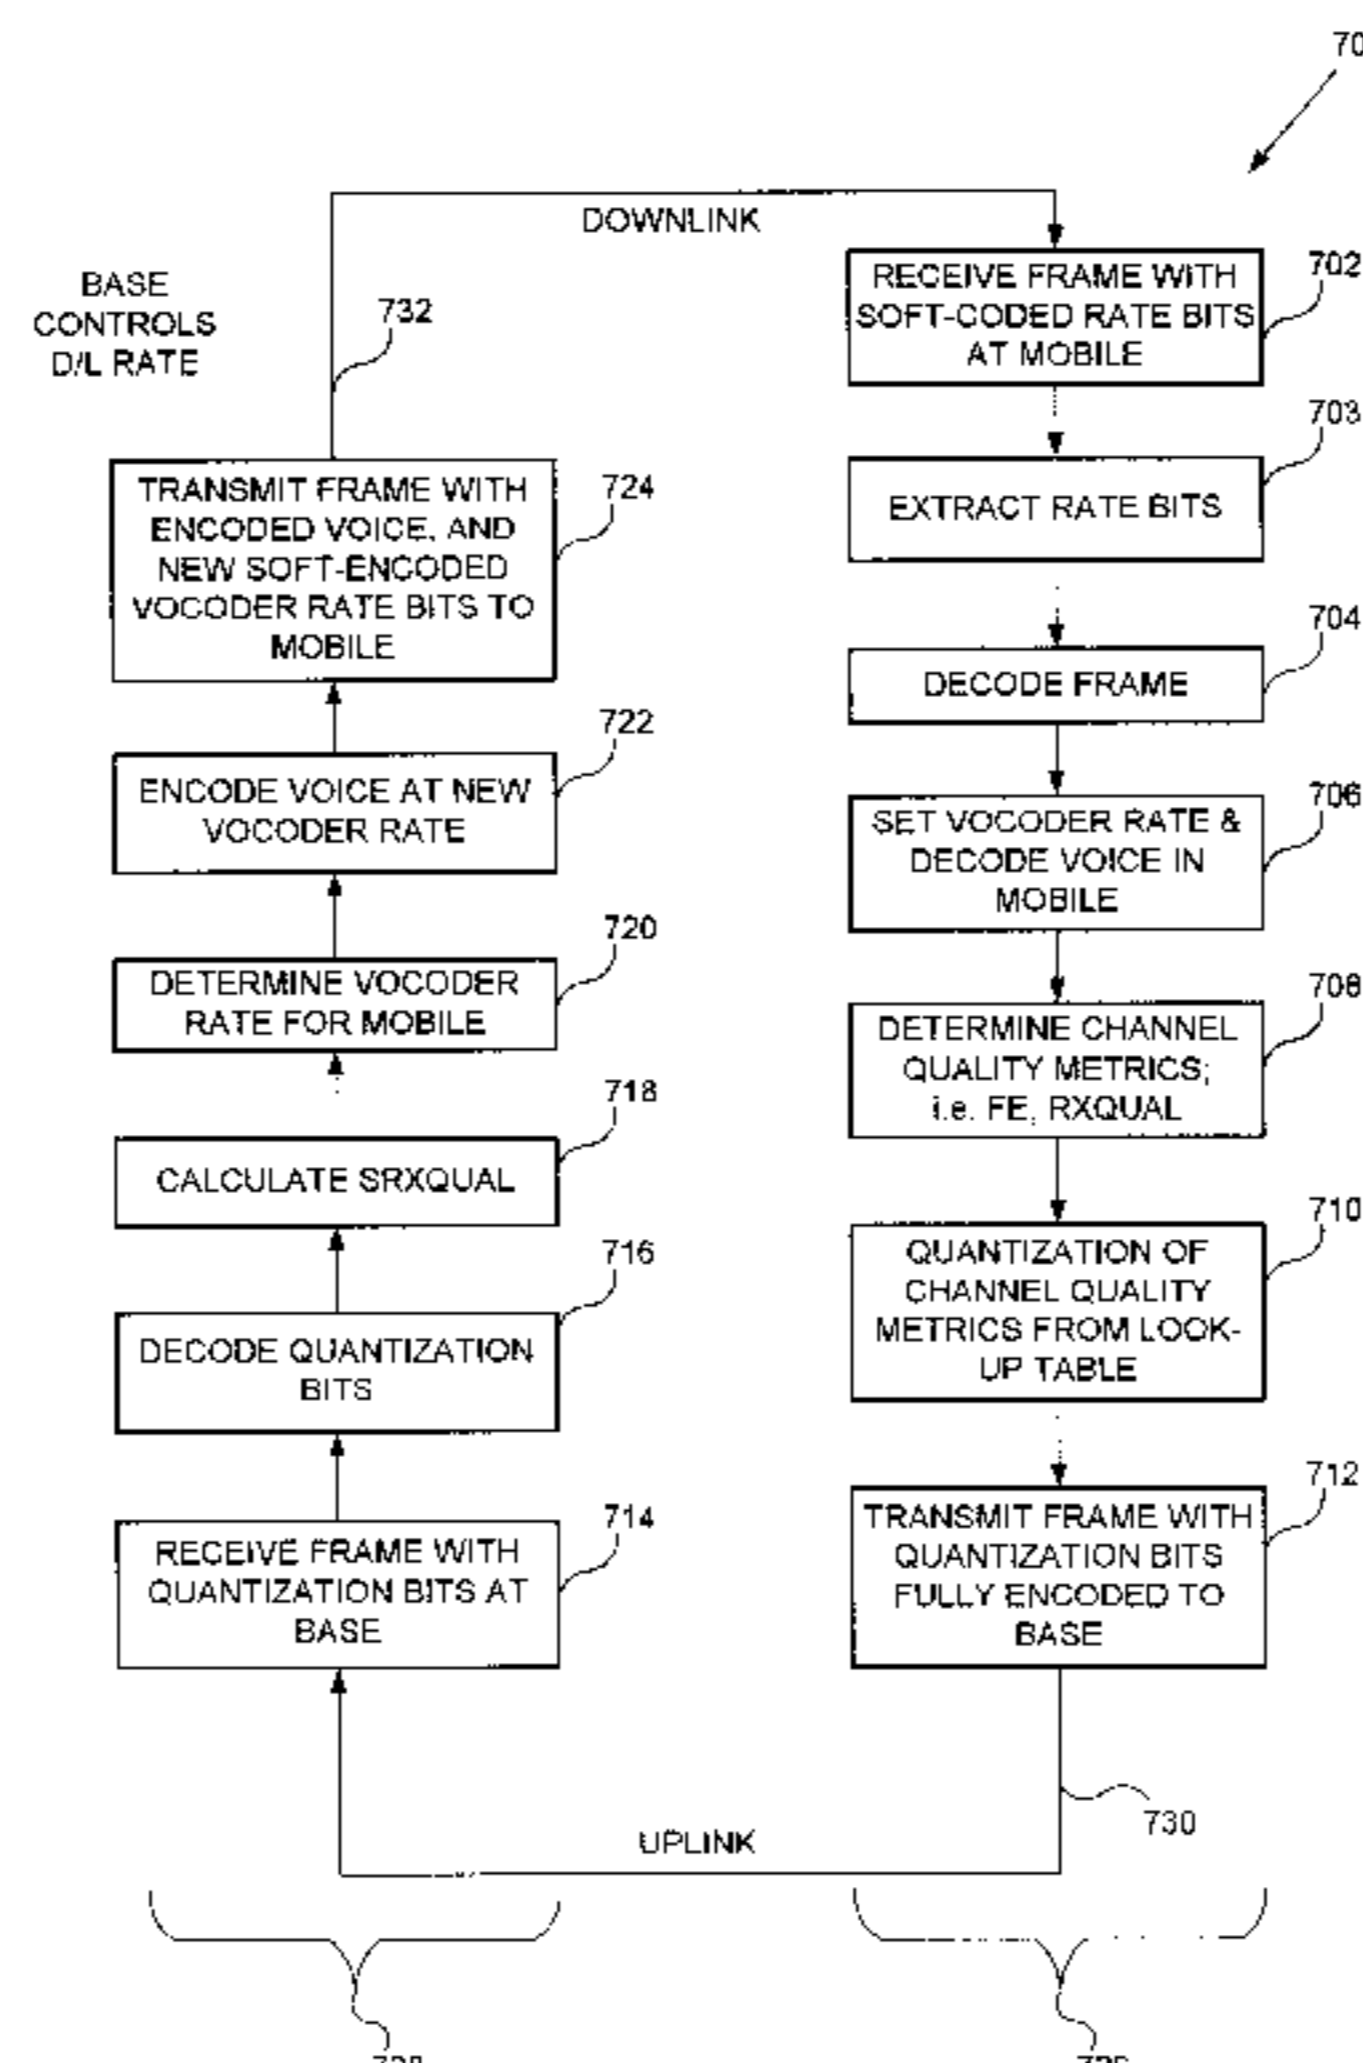 70
DOWNLINK
BASE
CONTROLS
D/L RATE
732
TRANSMIT FRAME WITH
ENCODED VOICE, AND
NEW SOFT-ENCODED
VOCODER RATE BITS TO
MOBILE
724
ENCODE VOICE AT NEW
VOCODER RATE
722
DETERMINE VOCODER
RATE FOR MOBILE
720
CALCULATE SRXQUAL
718
DECODE QUANTIZATION
BITS
716
RECEIVE FRAME WITH
QUANTIZATION BITS AT
BASE
714
RECEIVE FRAME WITH
SOFT-CODED RATE BITS
AT MOBILE
702
EXTRACT RATE BITS
703
DECODE FRAME
704
SET VOCODER RATE &
DECODE VOICE IN
MOBILE
706
DETERMINE CHANNEL
QUALITY METRICS;
i.e. FE, RXQUAL
708
QUANTIZATION OF
CHANNEL QUALITY
METRICS FROM LOOK-
UP TABLE
710
TRANSMIT FRAME WITH
QUANTIZATION BITS
FULLY ENCODED TO
BASE
712
730
UPLINK